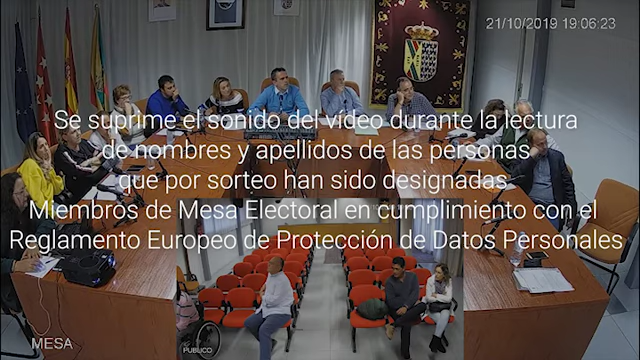 21/10/2019 19:06:23
Se suprime el sonido del vídeo durante la lectura
de nombres y apellidos de las personas
que por sorteo han sido designadas
Miembros de Mesa Electoral en cumplimiento con el
Reglamento Europeo de Protección de Datos Personales
MESA
PUBLICO